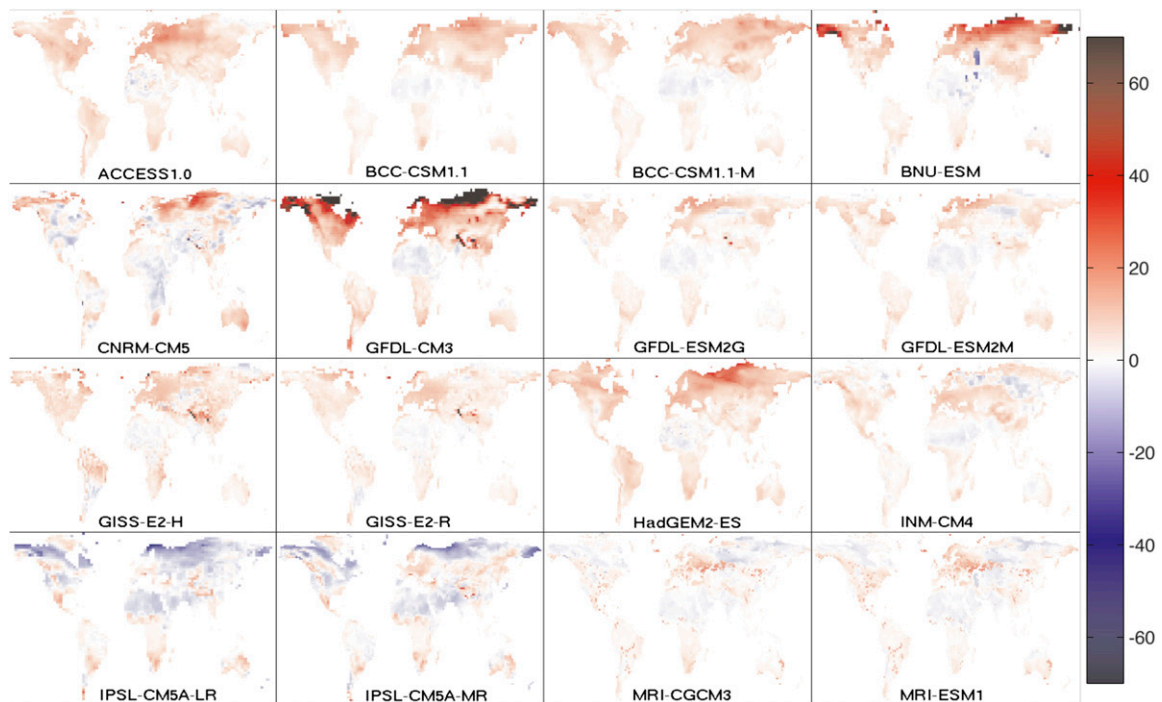 ACCESS1.0
BCC-CSM1.1
BCC-CSM1.1-M
BNU-ESM
CNRM-CM5
GFDL-CM3
GFDL-ESM2G
GFDL-ESM2M
GISS-E2-H
GISS-E2-R
HadGEM2-ES
INM-CM4
IPSL-CM5A-LR
IPSL-CM5A-MR
MRI-CGCM3
MRI-ESM1
60
40
20
0
-20
-40
-60